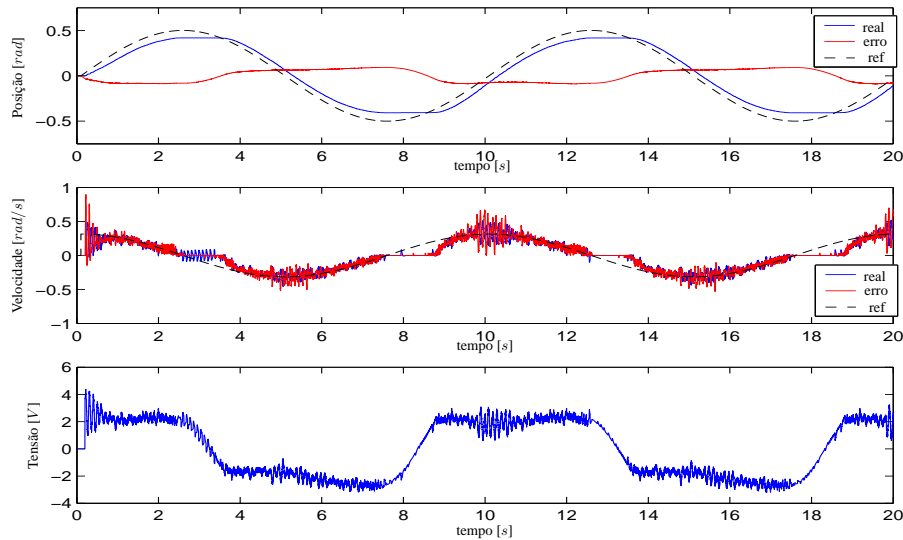 0.5
0
−0.5
Posição [rad]
real
erro
ref
0 2 4 6 8 10 12 14 16 18 20
tempo [s]
1
0.5
0
−0.5
−1
Velocidade [rad/s]
real
erro
ref
0 2 4 6 8 10 12 14 16 18 20
tempo [s]
6
4
2
0
−2
−4
Tensão [V]
0 2 4 6 8 10 12 14 16 18 20
tempo [s]